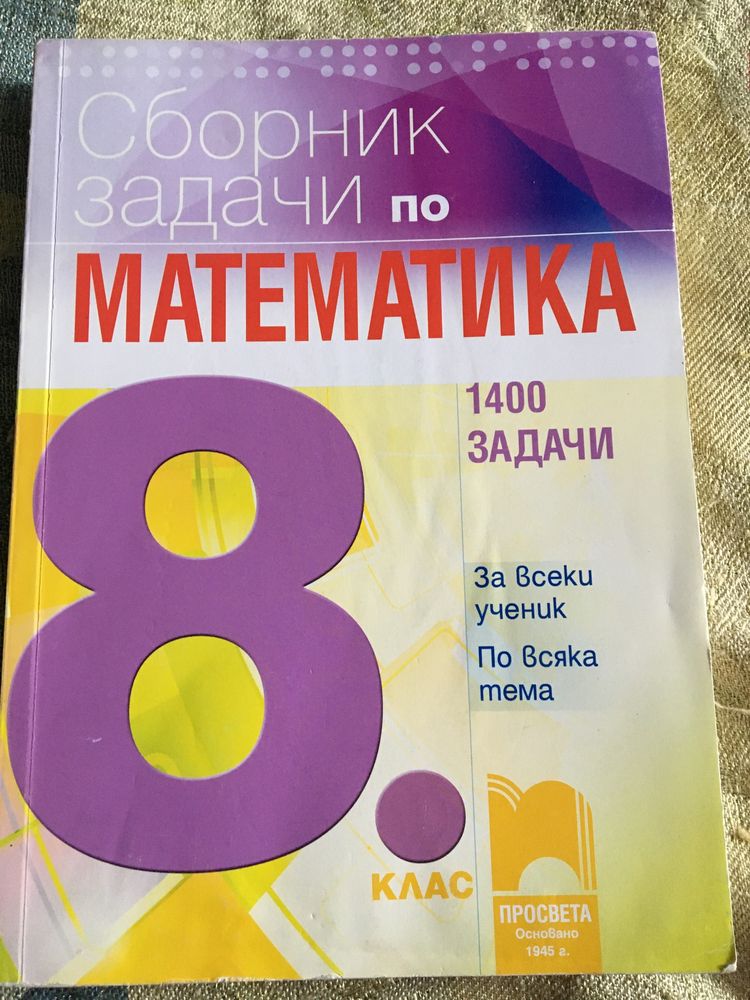 Сборник
задачи по
МАТЕМАТИКА
8.
КЛАС
1400
ЗАДАЧИ
За всеки
ученик
По всяка
тема
ПРОСВЕТА
Основано
1945 г.